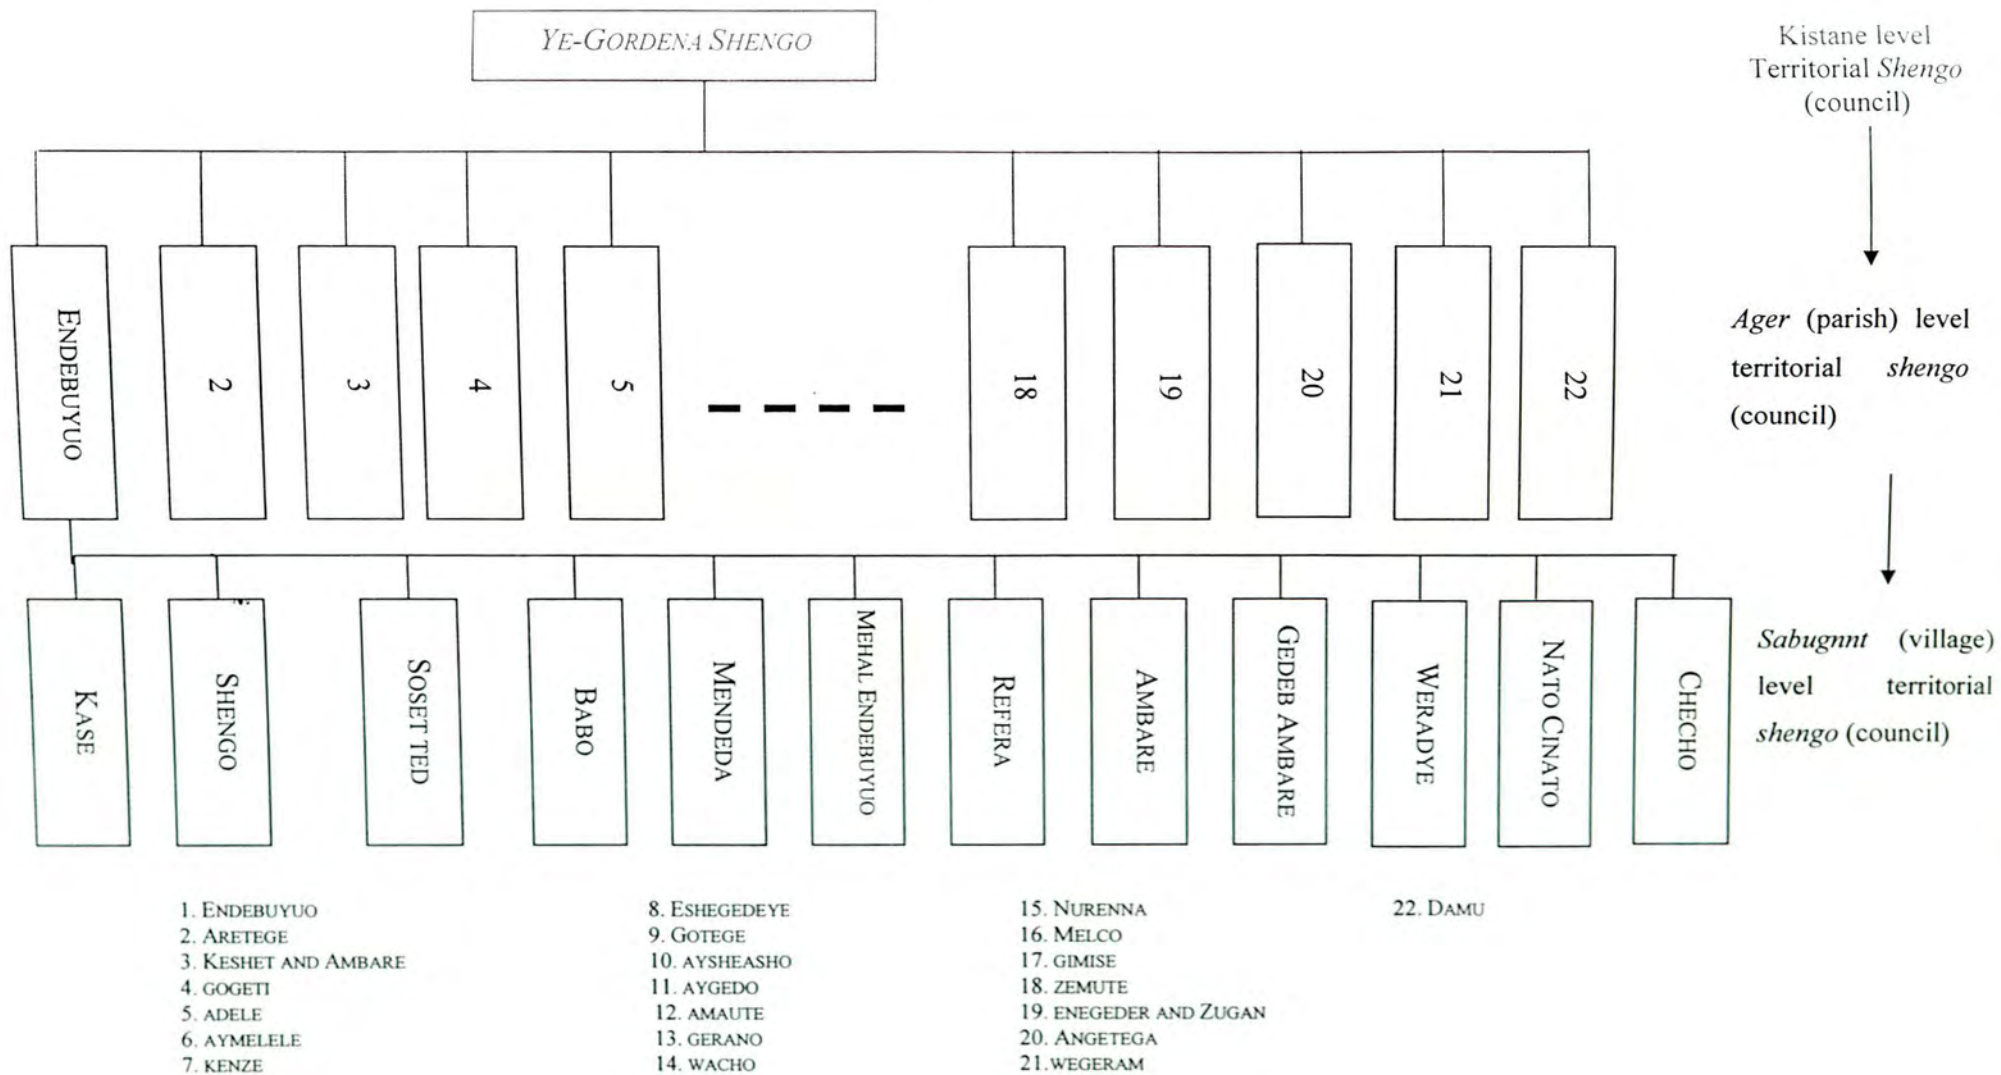 YE-GORDENA SHENGO
Kistane level
Territorial Shengo
(council)
ENDEBUYUO
2
3
4
5
18
19
20
21
22
Ager (parish) level
territorial shengo
(council)
KASE
SHENGO
SOSET TED
BABO
MENDEDA
MEHAL ENDEBUYUO
REFERA
AMBARE
GEDEB AMBARE
WERADYE
NATO CINATO
CHECHO
Sabugnnt (village)
level territorial
shengo (council)
1. ENDEBUYUO
2. ARETEGE
3. KESHET AND AMBARE
4. GOGETI
5. ADELE
6. AYMELELE
7. KENZE
8. ESHEGEDEYE
9. GOTEGE
10. AYSHEASHO
11. AYGEDO
12. AMAUTE
13. GERANO
14. WACHO
15. NURENNA
16. MELCO
17. GIMISE
18. ZEMUTE
19. ENEGEDER AND ZUGAN
20. ANGETEGA
21.WEGERAM
22. DAMU